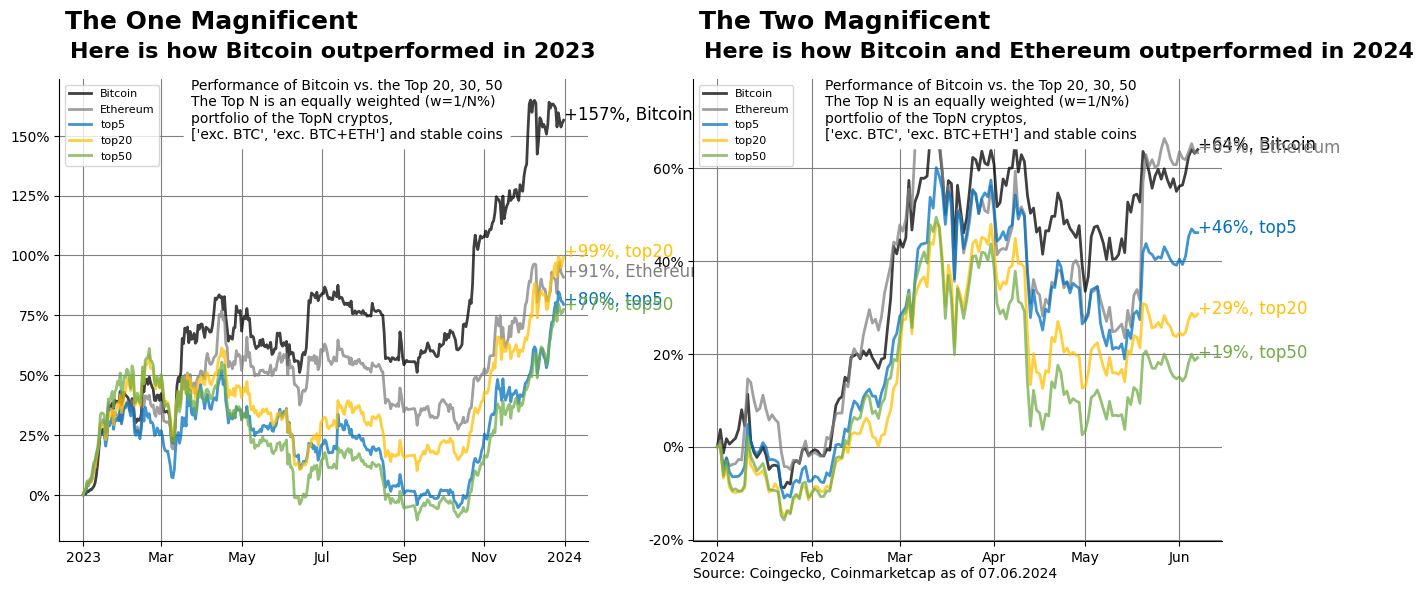 The One Magnificent
Here is how Bitcoin outperformed in 2023
Performance of Bitcoin vs. the Top 20, 30, 50
The Top N is an equally weighted (w=1/N%)
portfolio of the TopN cryptos,
['exc. BTC', 'exc. BTC+ETH'] and stable coins
Bitcoin
Ethereum
top5
top20
top50
150%
125%
100%
75%
50%
25%
0%
+157%, Bitcoin
+99%, top20
+91%, Ethereum
+80%, top5
+77%, top50
2023 Mar May Jul Sep Nov 2024
The Two Magnificent
Here is how Bitcoin and Ethereum outperformed in 2024
Performance of Bitcoin vs. the Top 20, 30, 50
The Top N is an equally weighted (w=1/N%)
portfolio of the TopN cryptos,
['exc. BTC', 'exc. BTC+ETH'] and stable coins
Bitcoin
Ethereum
top5
top20
top50
60%
40%
20%
0%
-20%
+64%, Bitcoin
Ethereum
+46%, top5
+29%, top20
+19%, top50
2024 Feb Mar Apr May Jun
Source: Coingecko, Coinmarketcap as of 07.06.2024